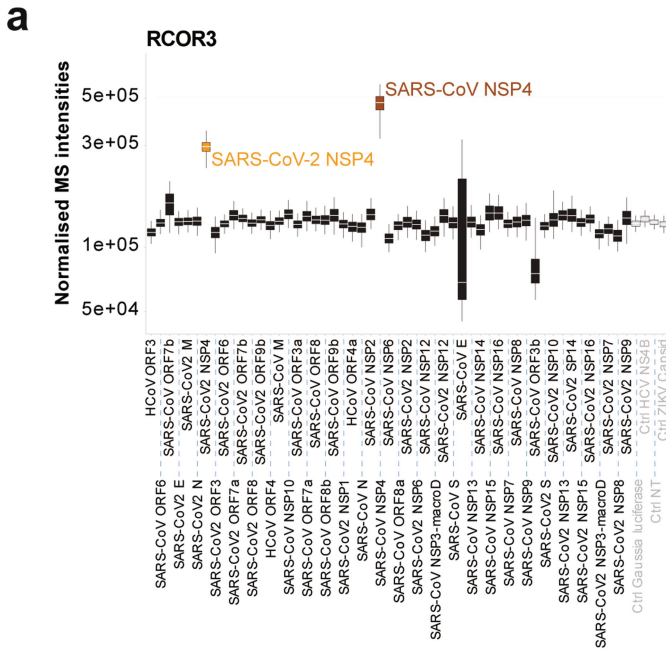 a
RCOR3
Normalised MS intensities
5e+05
3e+05
1e+05
5e+04
SARS-CoV NSP4
SARS-CoV-2 NSP4
HCoV ORF3
SARS-CoV ORF7b
SARS-CoV2 M
SARS-CoV2 NSP4
SARS-CoV2 ORF6
SARS-CoV2 ORF7b
SARS-CoV2 ORF9b
SARS-CoV M
SARS-CoV ORF3a
SARS-CoV ORF8
SARS-CoV ORF9b
HCoV ORF4a
SARS-CoV NSP2
SARS-CoV NSP6
SARS-CoV2 NSP2
SARS-CoV NSP12
SARS-CoV2 NSP12
SARS-CoV E
SARS-CoV NSP14
SARS-CoV NSP16
SARS-CoV NSP8
SARS-CoV ORF3b
SARS-CoV2 NSP10
SARS-CoV2 SP14
SARS-CoV2 NSP16
SARS-CoV2 NSP7
SARS-CoV2 NSP9
Ctrl HCV NS4B
Ctrl ZIKV Capsid
SARS-CoV ORF6
SARS-CoV2 E
SARS-CoV2 N
SARS-CoV2 ORF3
SARS-CoV2 ORF7a
SARS-CoV2 ORF8
HCoV ORF4
SARS-CoV NSP10
SARS-CoV ORF7a
SARS-CoV ORF8b
SARS-CoV2 NSP1
SARS-CoV N
SARS-CoV NSP4
SARS-CoV ORF8a
SARS-CoV2 NSP6
SARS-CoV NSP3-macroD
SARS-CoV S
SARS-CoV NSP13
SARS-CoV NSP15
SARS-CoV NSP7
SARS-CoV NSP9
SARS-CoV2 S
SARS-CoV2 NSP13
SARS-CoV2 NSP15
SARS-CoV2 NSP3-macroD
SARS-CoV2 NSP8
Ctrl Gaussia luciferase
Ctrl NT